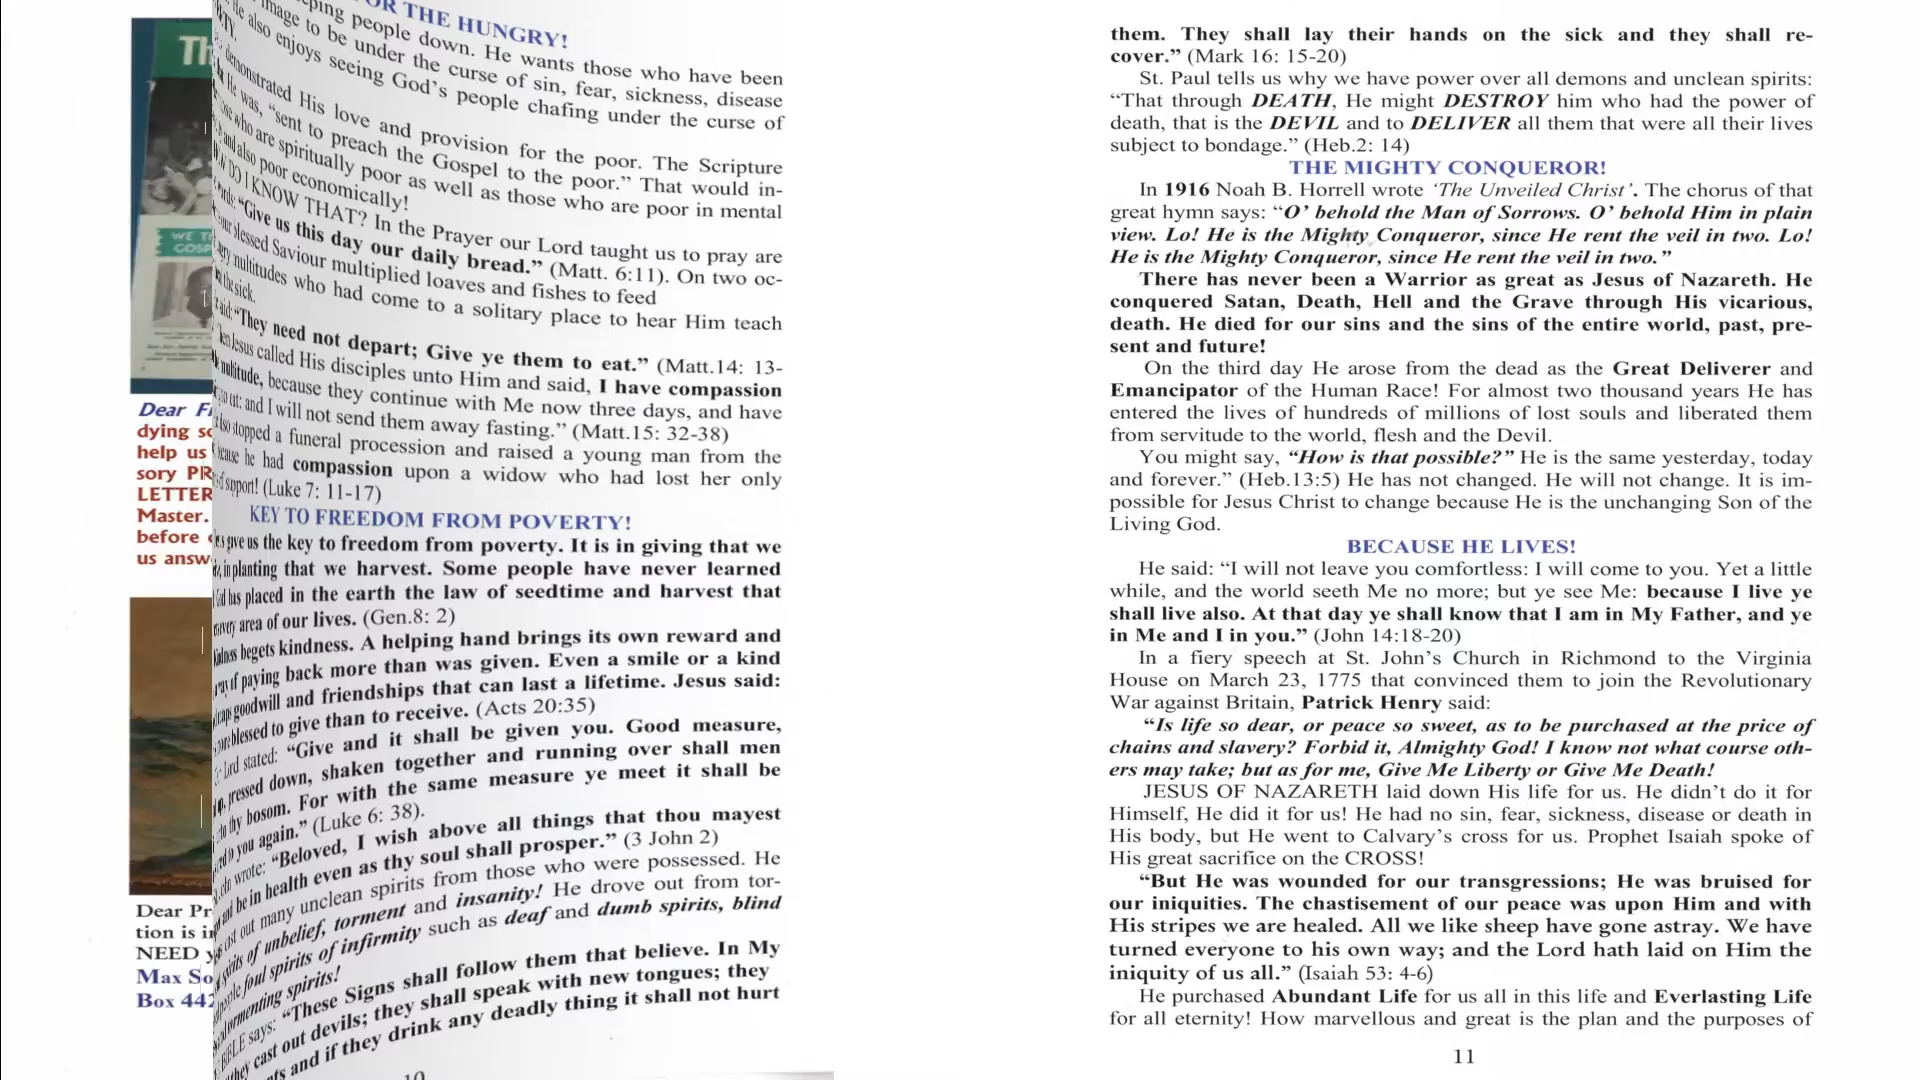 Th
WE T
GOSP
Dear F
dying s
help us
sory PR
LETTER
Master.
before
us answ
Dear Pr
tion is i
NEED y
Max So
Box 442
OR THE HUNGRY!
eping people down. He wants those who have been
image to be under the curse of sin, fear, sickness, disease
He also enjoys seeing God's people chafing under the curse of
TY.
demonstrated His love and provision for the poor. The Scripture
He was, "sent to preach the Gospel to the poor." That would in-
ose who are spiritually poor as well as those who are poor in mental
and also poor economically!
W DO I KNOW THAT? In the Prayer our Lord taught us to pray are
words: "Give us this day our daily bread." (Matt. 6:11). On two oc-
our blessed Saviour multiplied loaves and fishes to feed
multitudes who had come to a solitary place to hear Him teach
the sick.
said: "They need not depart; Give ye them to eat." (Matt.14: 13-
Jesus called His disciples unto Him and said, I have compassion
multitude, because they continue with Me now three days, and have
to eat: and I will not send them away fasting." (Matt.15: 32-38)
also stopped a funeral procession and raised a young man from the
because he had compassion upon a widow who had lost her only
of support! (Luke 7: 11-17)
KEY TO FREEDOM FROM POVERTY!
give us the key to freedom from poverty. It is in giving that we
in planting that we harvest. Some people have never learned
God has placed in the earth the law of seedtime and harvest that
every area of our lives. (Gen.8: 2)
kindness begets kindness. A helping hand brings its own reward and
way of paying back more than was given. Even a smile or a kind
reaps goodwill and friendships that can last a lifetime. Jesus said:
more blessed to give than to receive. (Acts 20:35)
Lord stated: "Give and it shall be given you. Good measure,
pressed down, shaken together and running over shall men
thy bosom. For with the same measure ye meet it shall be
to you again." (Luke 6: 38).
John wrote: "Beloved, I wish above all things that thou mayest
and be in health even as thy soul shall prosper." (3 John 2)
cast out many unclean spirits from those who were possessed. He
spirits of unbelief, torment and insanity! He drove out from tor-
people foul spirits of infirmity such as deaf and dumb spirits, blind
tormenting spirits!
BIBLE says: "These Signs shall follow them that believe. In My
they cast out devils; they shall speak with new tongues; they
nts and if they drink any deadly thing it shall not hurt
10
them. They shall lay their hands on the sick and they shall re-
cover." (Mark 16: 15-20)
St. Paul tells us why we have power over all demons and unclean spirits:
"That through DEATH, He might DESTROY him who had the power of
death, that is the DEVIL and to DELIVER all them that were all their lives
subject to bondage." (Heb.2: 14)
THE MIGHTY CONQUEROR!
In 1916 Noah B. Horrell wrote 'The Unveiled Christ'. The chorus of that
great hymn says: "O' behold the Man of Sorrows. O' behold Him in plain
view. Lo! He is the Mighty Conqueror, since He rent the veil in two. Lo!
He is the Mighty Conqueror, since He rent the veil in two."
There has never been a Warrior as great as Jesus of Nazareth. He
conquered Satan, Death, Hell and the Grave through His vicarious,
death. He died for our sins and the sins of the entire world, past, pre-
sent and future!
On the third day He arose from the dead as the Great Deliverer and
Emancipator of the Human Race! For almost two thousand years He has
entered the lives of hundreds of millions of lost souls and liberated them
from servitude to the world, flesh and the Devil.
You might say, "How is that possible?" He is the same yesterday, today
and forever." (Heb.13:5) He has not changed. He will not change. It is im-
possible for Jesus Christ to change because He is the unchanging Son of the
Living God.
BECAUSE HE LIVES!
He said: "I will not leave you comfortless: I will come to you. Yet a little
while, and the world seeth Me no more; but ye see Me: because I live ye
shall live also. At that day ye shall know that I am in My Father, and ye
in Me and I in you." (John 14:18-20)
In a fiery speech at St. John's Church in Richmond to the Virginia
House on March 23, 1775 that convinced them to join the Revolutionary
War against Britain, Patrick Henry said:
"Is life so dear, or peace so sweet, as to be purchased at the price of
chains and slavery? Forbid it, Almighty God! I know not what course oth-
ers may take; but as for me, Give Me Liberty or Give Me Death!
JESUS OF NAZARETH laid down His life for us. He didn't do it for
Himself, He did it for us! He had no sin, fear, sickness, disease or death in
His body, but He went to Calvary's cross for us. Prophet Isaiah spoke of
His great sacrifice on the CROSS!
"But He was wounded for our transgressions; He was bruised for
our iniquities. The chastisement of our peace was upon Him and with
His stripes we are healed. All we like sheep have gone astray. We have
turned everyone to his own way; and the Lord hath laid on Him the
iniquity of us all." (Isaiah 53: 4-6)
He purchased Abundant Life for us all in this life and Everlasting Life
for all eternity! How marvellous and great is the plan and the purposes of
11